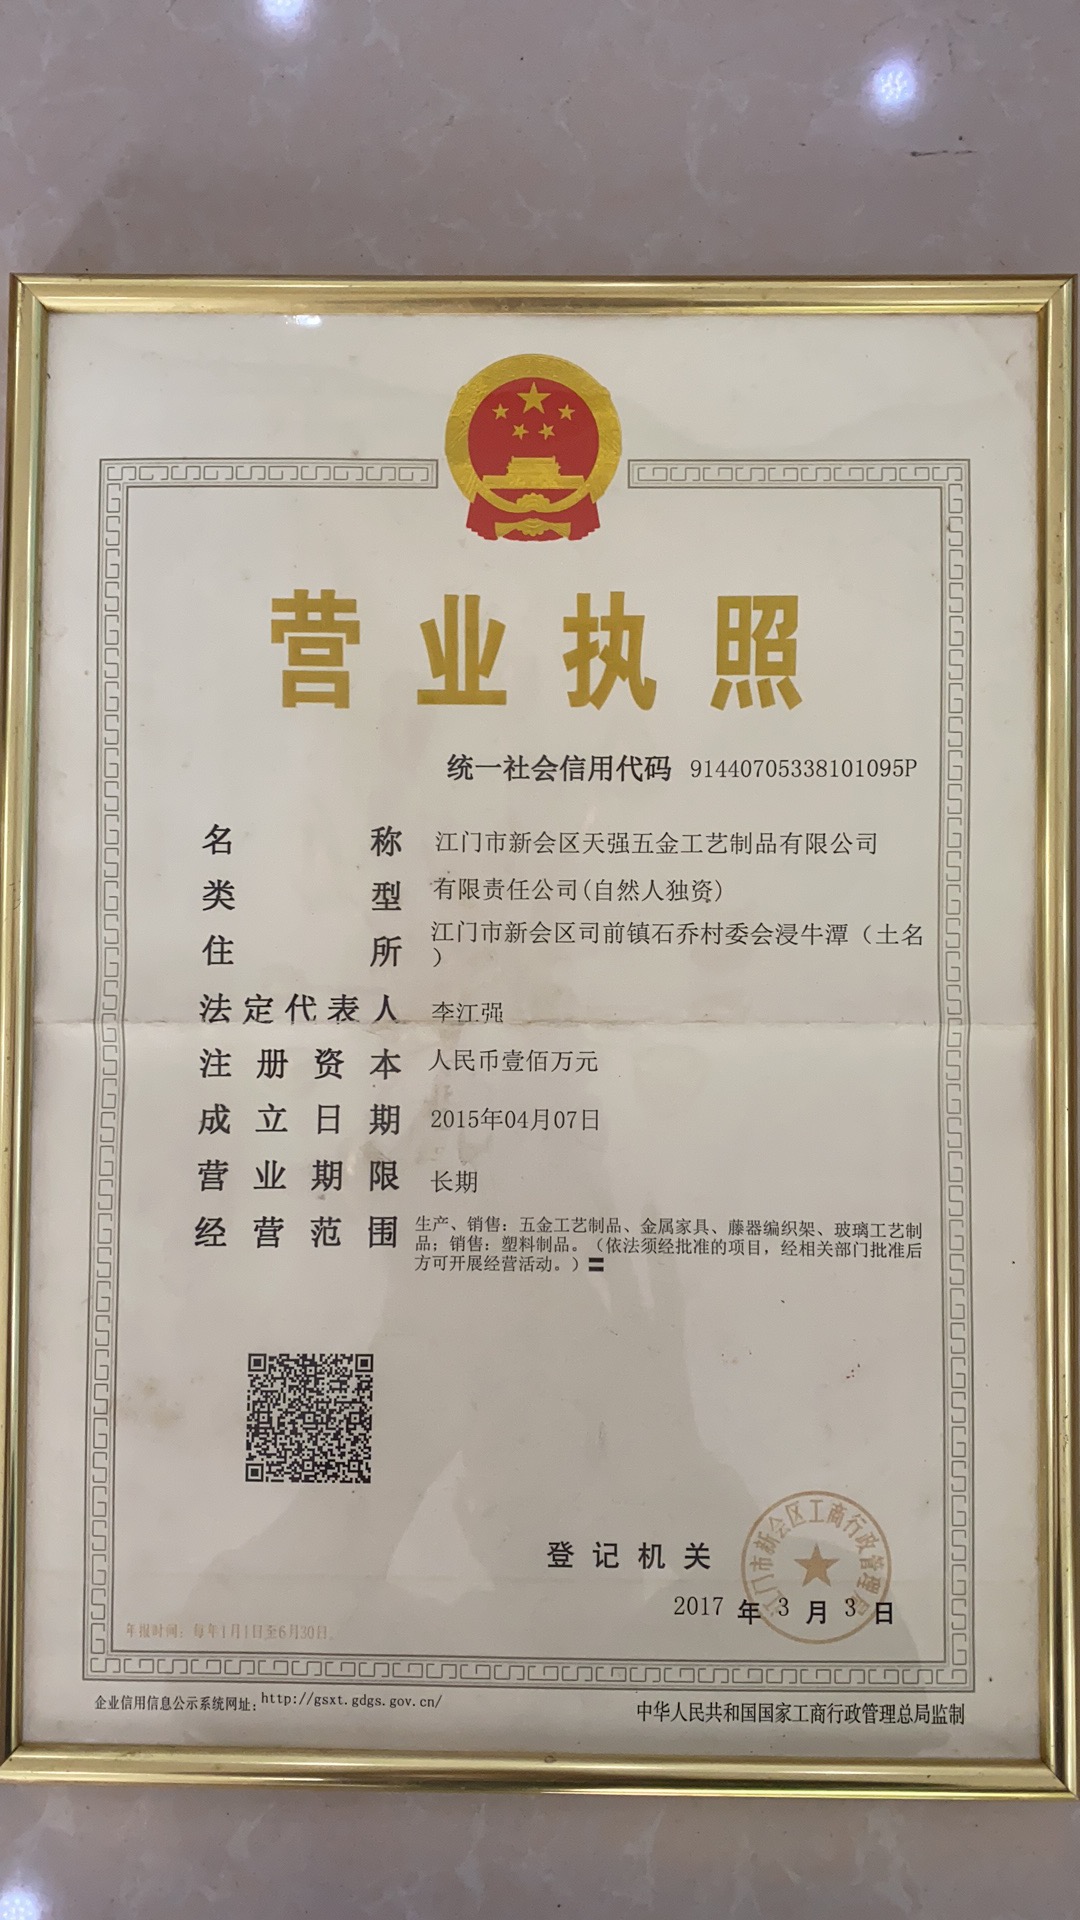 营业执照
统一社会信用代码 91440705338101095P
名称 江门市新会区天强五金工艺制品有限公司
类型 有限责任公司(自然人独资)
住所 江门市新会区司前镇石乔村委会浸牛潭（土名
）
法定代表人 李江强
注册资本 人民币壹佰万元
成立日期 2015年04月07日
营业期限 长期
经营范围 生产、销售：五金工艺制品、金属家具、藤器编织架、玻璃工艺制
品；销售：塑料制品。（依法须经批准的项目，经相关部门批准后
方可开展经营活动。）
登记机关
江门市新会区工商行政管理局
2017 年 3 月 3 日
年报时间：每年1月1日至6月30日。
企业信用信息公示系统网址：http://gsxt.gdgs.gov.cn/
中华人民共和国国家工商行政管理总局监制